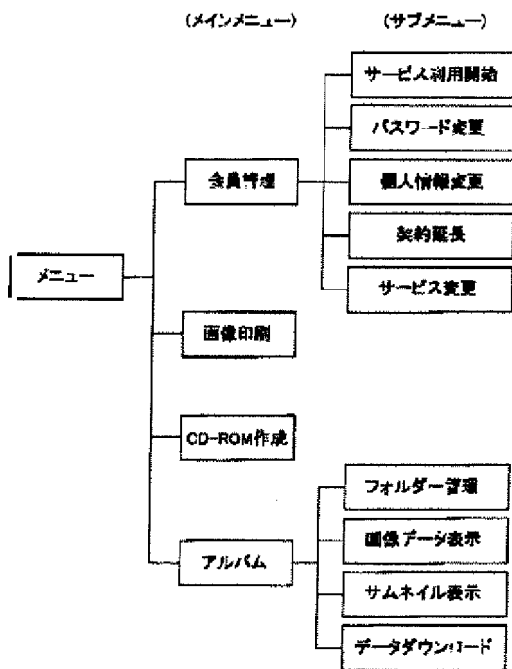 (メインメニュー)
(サブメニュー)
サービス利用開始
パスワード変更
会員管理
個人情報変更
契約延長
メニュー
サービス変更
画像印刷
CD-ROM作成
フォルダー管理
画像データ表示
アルバム
サムネイル表示
データダウンロード